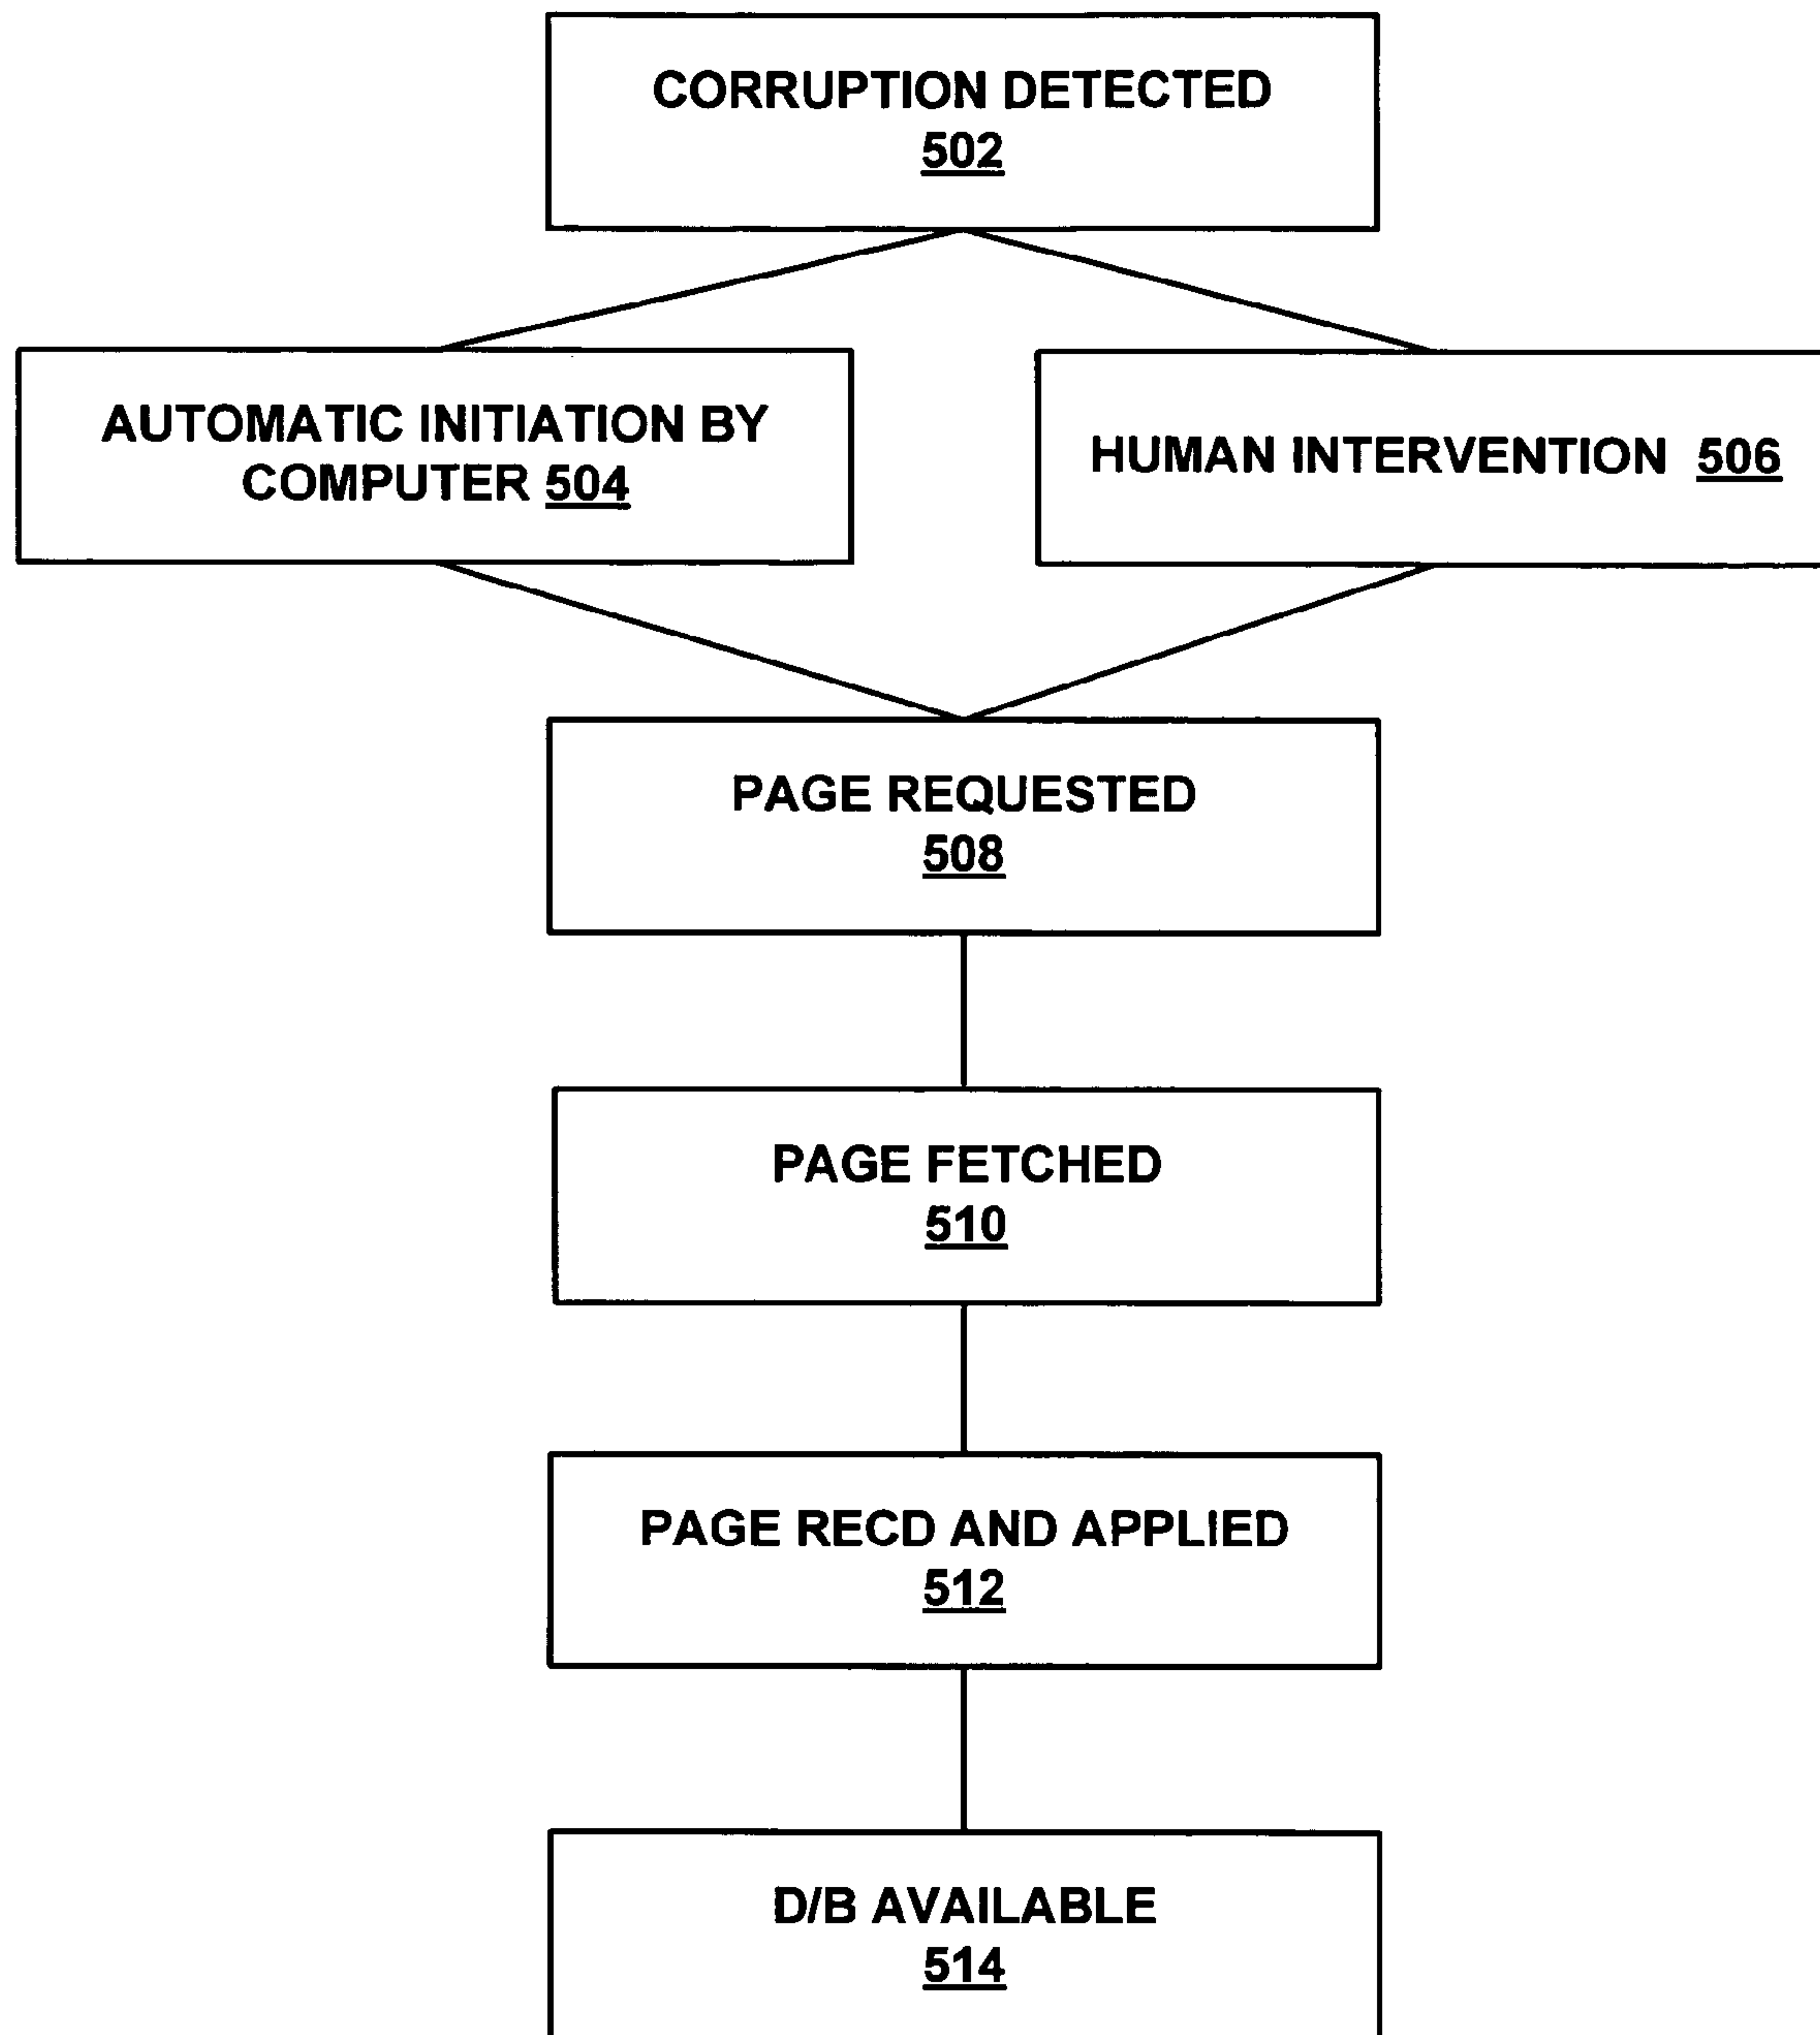 CORRUPTION DETECTED
502
AUTOMATIC INITIATION BY
COMPUTER 504
HUMAN INTERVENTION 506
PAGE REQUESTED
508
PAGE FETCHED
510
PAGE RECD AND APPLIED
512
D/B AVAILABLE
514